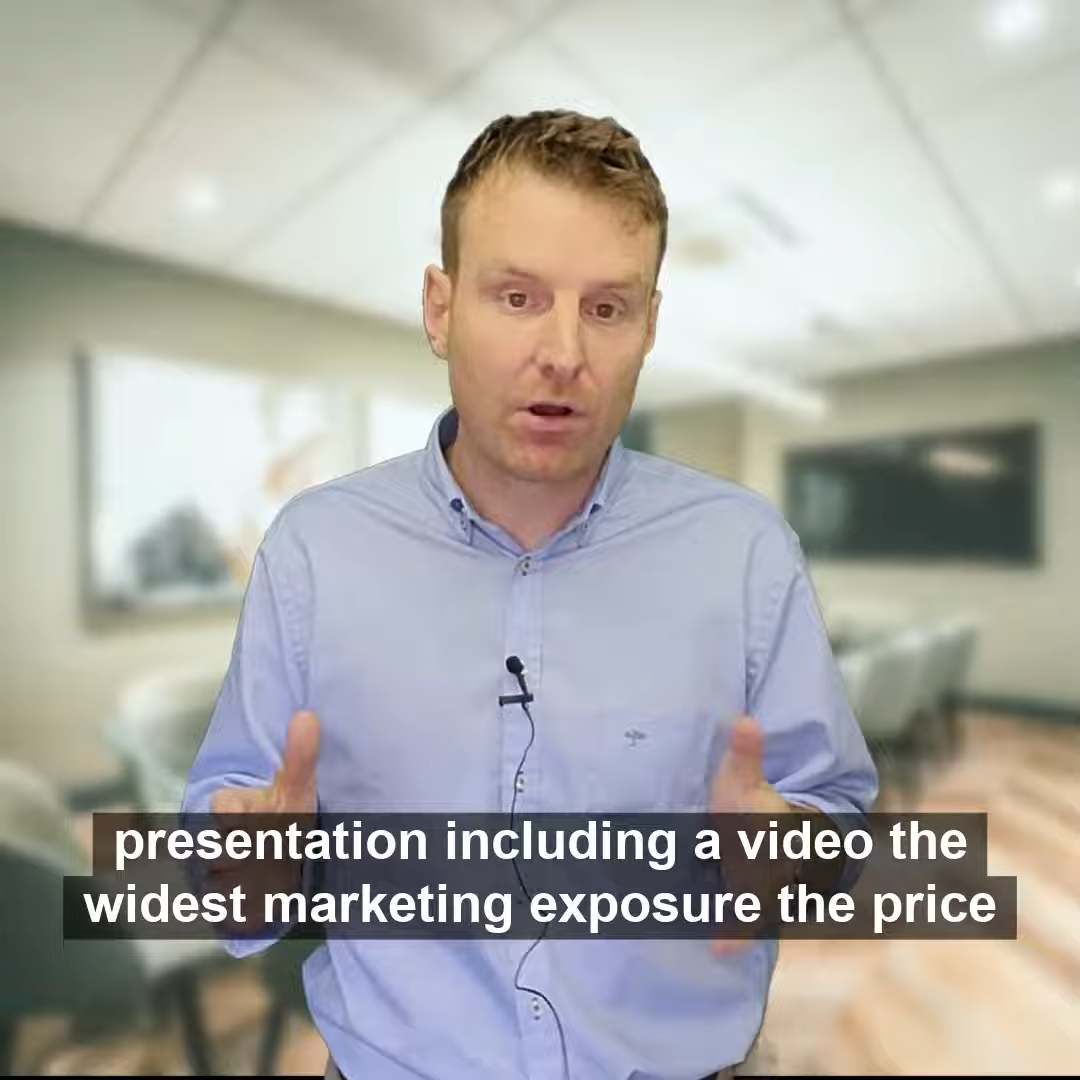 presentation including a video the
widest marketing exposure the price